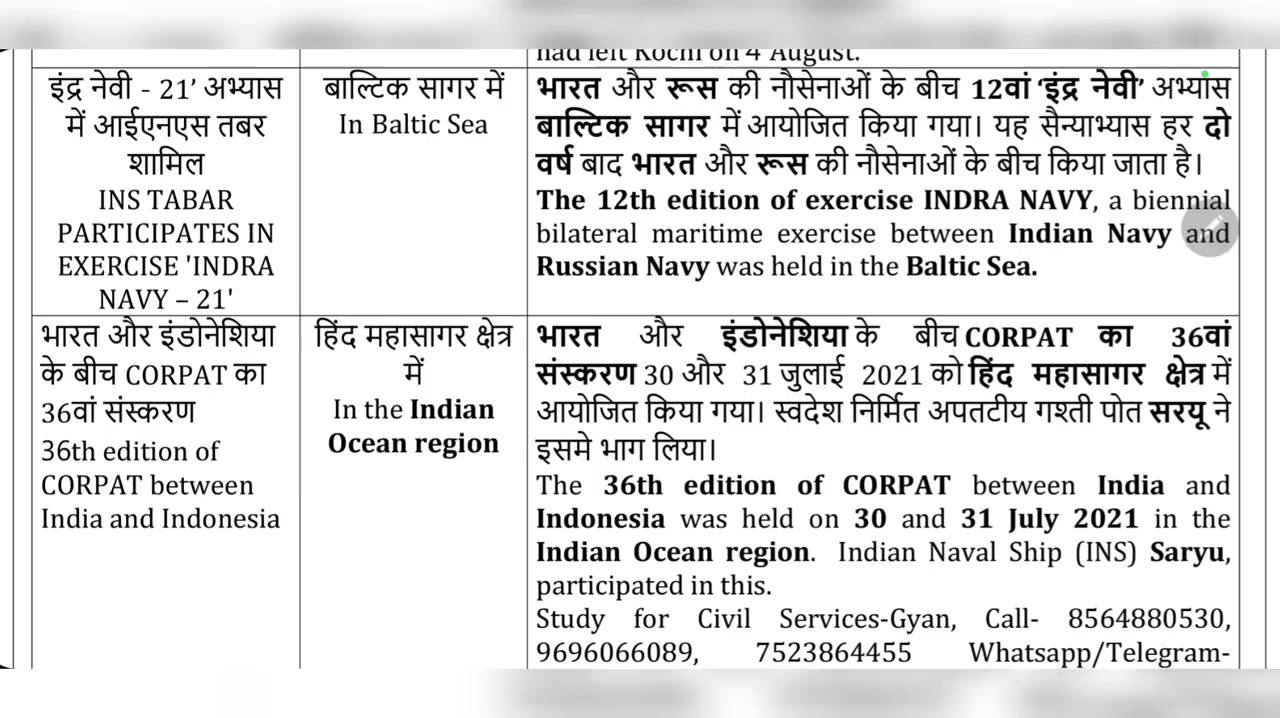 had left Kochi on 4 August.
इंद्र नेवी - 21’ अभ्यास
में आईएनएस तबर
शामिल
INS TABAR
PARTICIPATES IN
EXERCISE 'INDRA
NAVY – 21'
बाल्टिक सागर में
In Baltic Sea
भारत और रूस की नौसेनाओं के बीच 12वां ‘इंद्र नेवी’ अभ्यास
बाल्टिक सागर में आयोजित किया गया। यह सैन्याभ्यास हर दो
वर्ष बाद भारत और रूस की नौसेनाओं के बीच किया जाता है।
The 12th edition of exercise INDRA NAVY, a biennial
bilateral maritime exercise between Indian Navy and
Russian Navy was held in the Baltic Sea.
भारत और इंडोनेशिया
के बीच CORPAT का
36वां संस्करण
36th edition of
CORPAT between
India and Indonesia
हिंद महासागर क्षेत्र
में
In the Indian
Ocean region
भारत और इंडोनेशिया के बीच CORPAT का 36वां
संस्करण 30 और 31 जुलाई 2021 को हिंद महासागर क्षेत्र में
आयोजित किया गया। स्वदेश निर्मित अपतटीय गश्ती पोत सरयू ने
इसमे भाग लिया।
The 36th edition of CORPAT between India and
Indonesia was held on 30 and 31 July 2021 in the
Indian Ocean region. Indian Naval Ship (INS) Saryu,
participated in this.
Study for Civil Services-Gyan, Call- 8564880530,
9696066089, 7523864455 Whatsapp/Telegram-